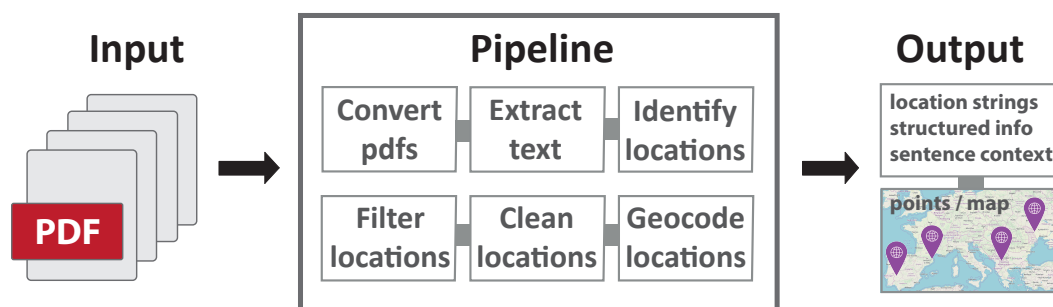 Input
Pipeline
Output
PDF
Convert
pdfs
Extract
text
Identify
locations
Filter
locations
Clean
locations
Geocode
locations
location strings
structured info
sentence context
points / map